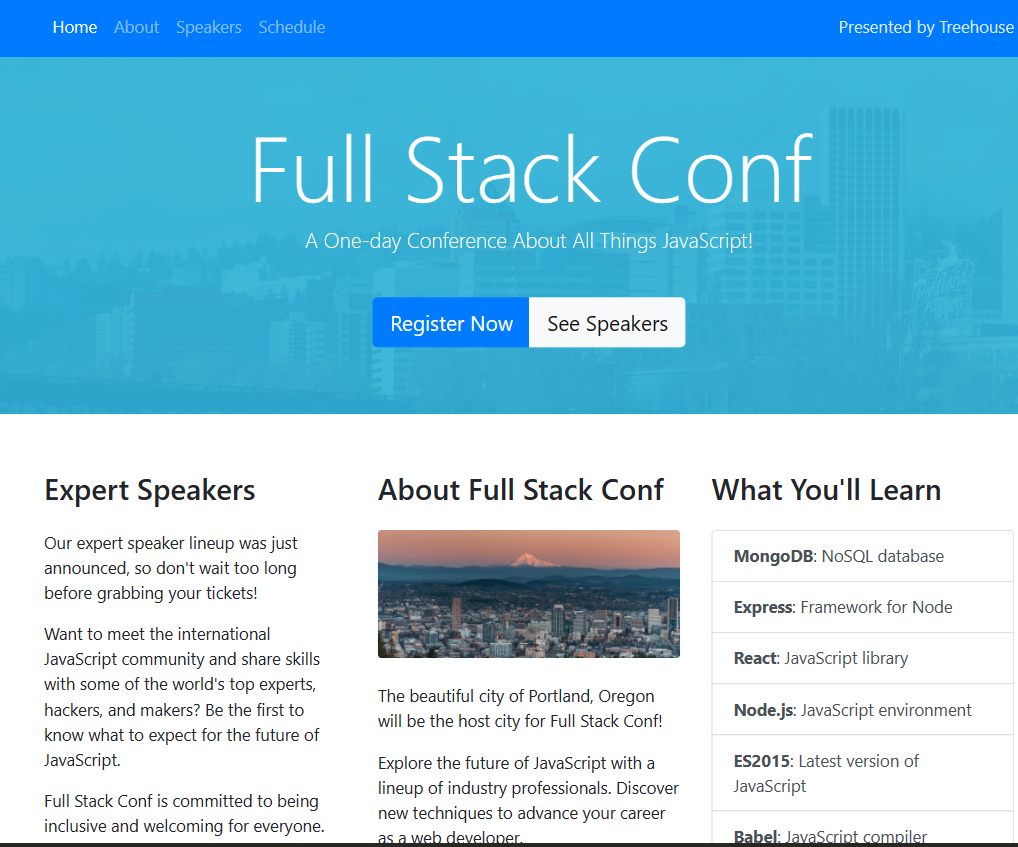 Home About Speakers Schedule Presented by Treehouse
Full Stack Conf
A One-day Conference About All Things JavaScript!
Register Now See Speakers
Expert Speakers
Our expert speaker lineup was just
announced, so don't wait too long
before grabbing your tickets!
Want to meet the international
JavaScript community and share skills
with some of the world's top experts,
hackers, and makers? Be the first to
know what to expect for the future of
JavaScript.
Full Stack Conf is committed to being
inclusive and welcoming for everyone.
About Full Stack Conf
The beautiful city of Portland, Oregon
will be the host city for Full Stack Conf!
Explore the future of JavaScript with a
lineup of industry professionals. Discover
new techniques to advance your career
as a web developer.
What You'll Learn
MongoDB: NoSQL database
Express: Framework for Node
React: JavaScript library
Node.js: JavaScript environment
ES2015: Latest version of
JavaScript
Babel: JavaScript compiler